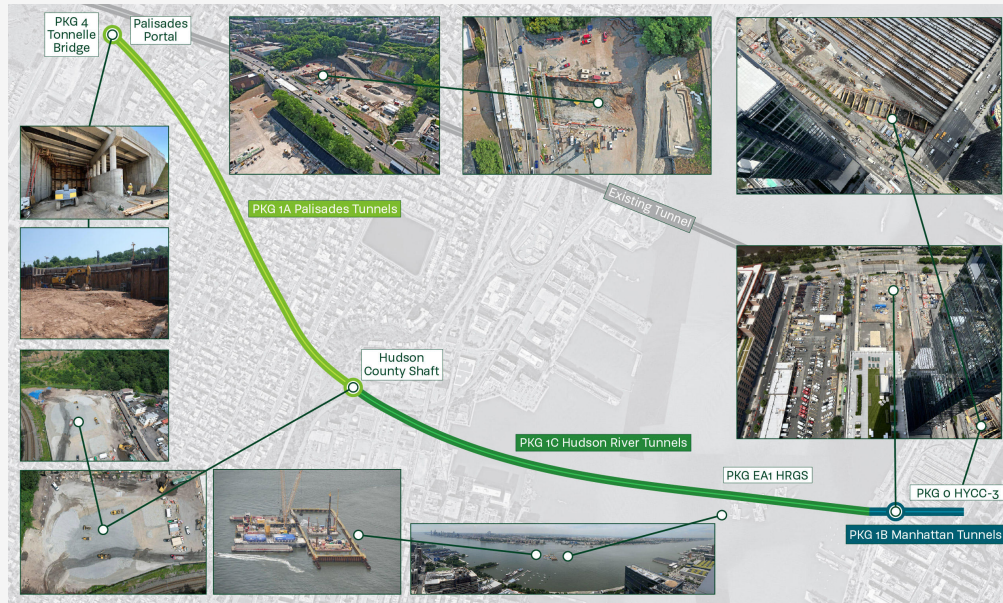 PKG 4
Tonnelle
Bridge
Palisades
Portal
PKG 1A Palisades Tunnels
Existing Tunnel
Hudson
County Shaft
PKG 1C Hudson River Tunnels
PKG EA1 HRGS
PKG 0 HYCC-3
PKG 1B Manhattan Tunnels